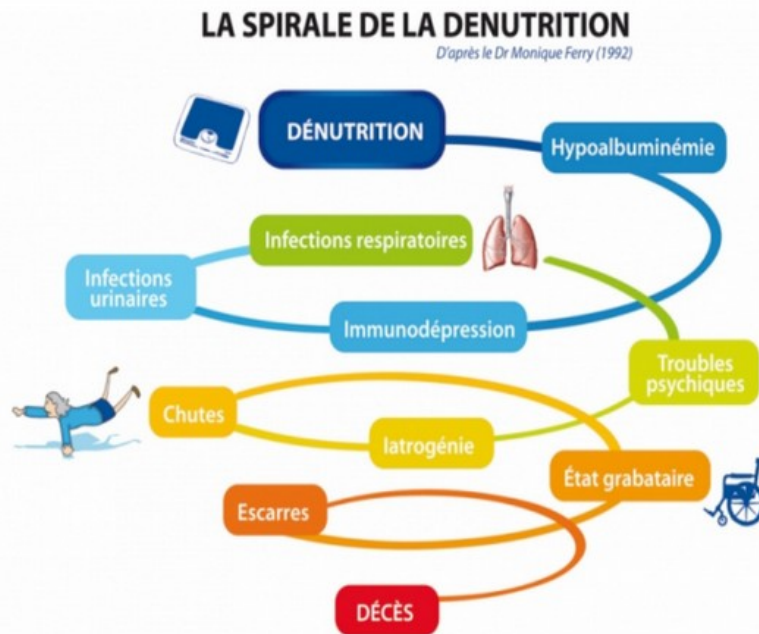 LA SPIRALE DE LA DENUTRITION
D'après le Dr Monique Ferry (1992)
DÉNUTRITION
Hypoalbuminémie
Immunodépression
Infections
urinaires
Infections respiratoires
Troubles
psychiques
Iatrogénie
Chutes
État grabataire
Escarres
DÉCÈS